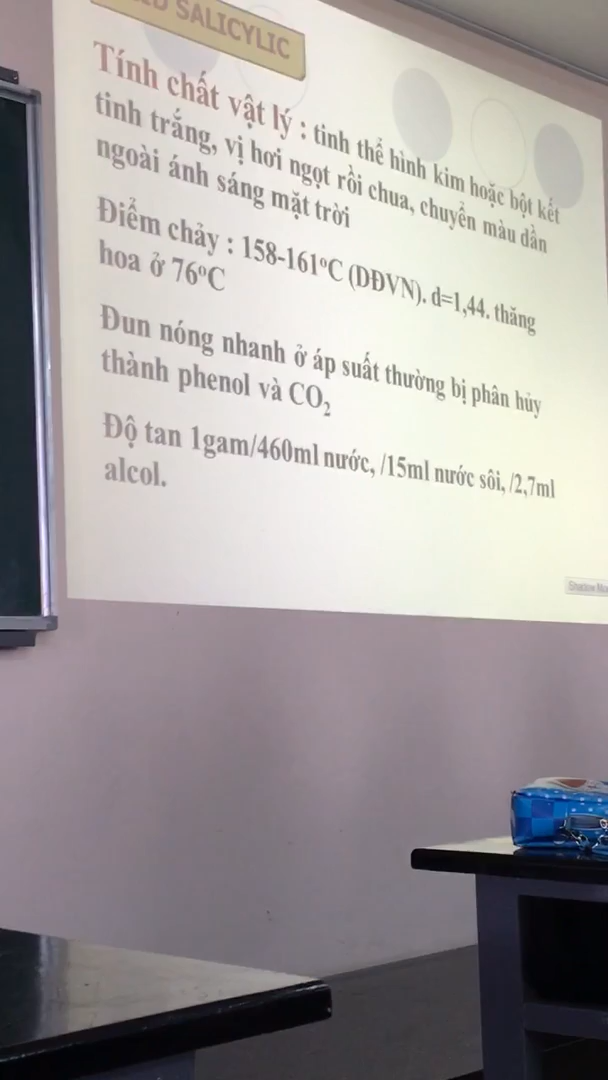 SALICYLIC
Tính chất vật lý : tinh thể hình kim hoặc bột kết
tinh trắng, vị hơi ngọt rồi chua, chuyển màu dần
ngoài ánh sáng mặt trời
Điểm chảy : 158-161ºC (DĐVN). d=1,44. thăng
hoa ở 76ºC
Đun nóng nhanh ở áp suất thường bị phân hủy
thành phenol và CO₂
Độ tan 1gam/460ml nước, /15ml nước sôi, /2,7ml
alcol.